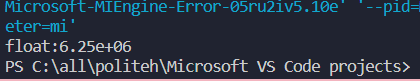 Microsoft-MIEngine-Error-05ru2iv5.10e' '--pid=
eter=mi'
float:6.25e+06
PS C:\all\politeh\Microsoft VS Code projects>